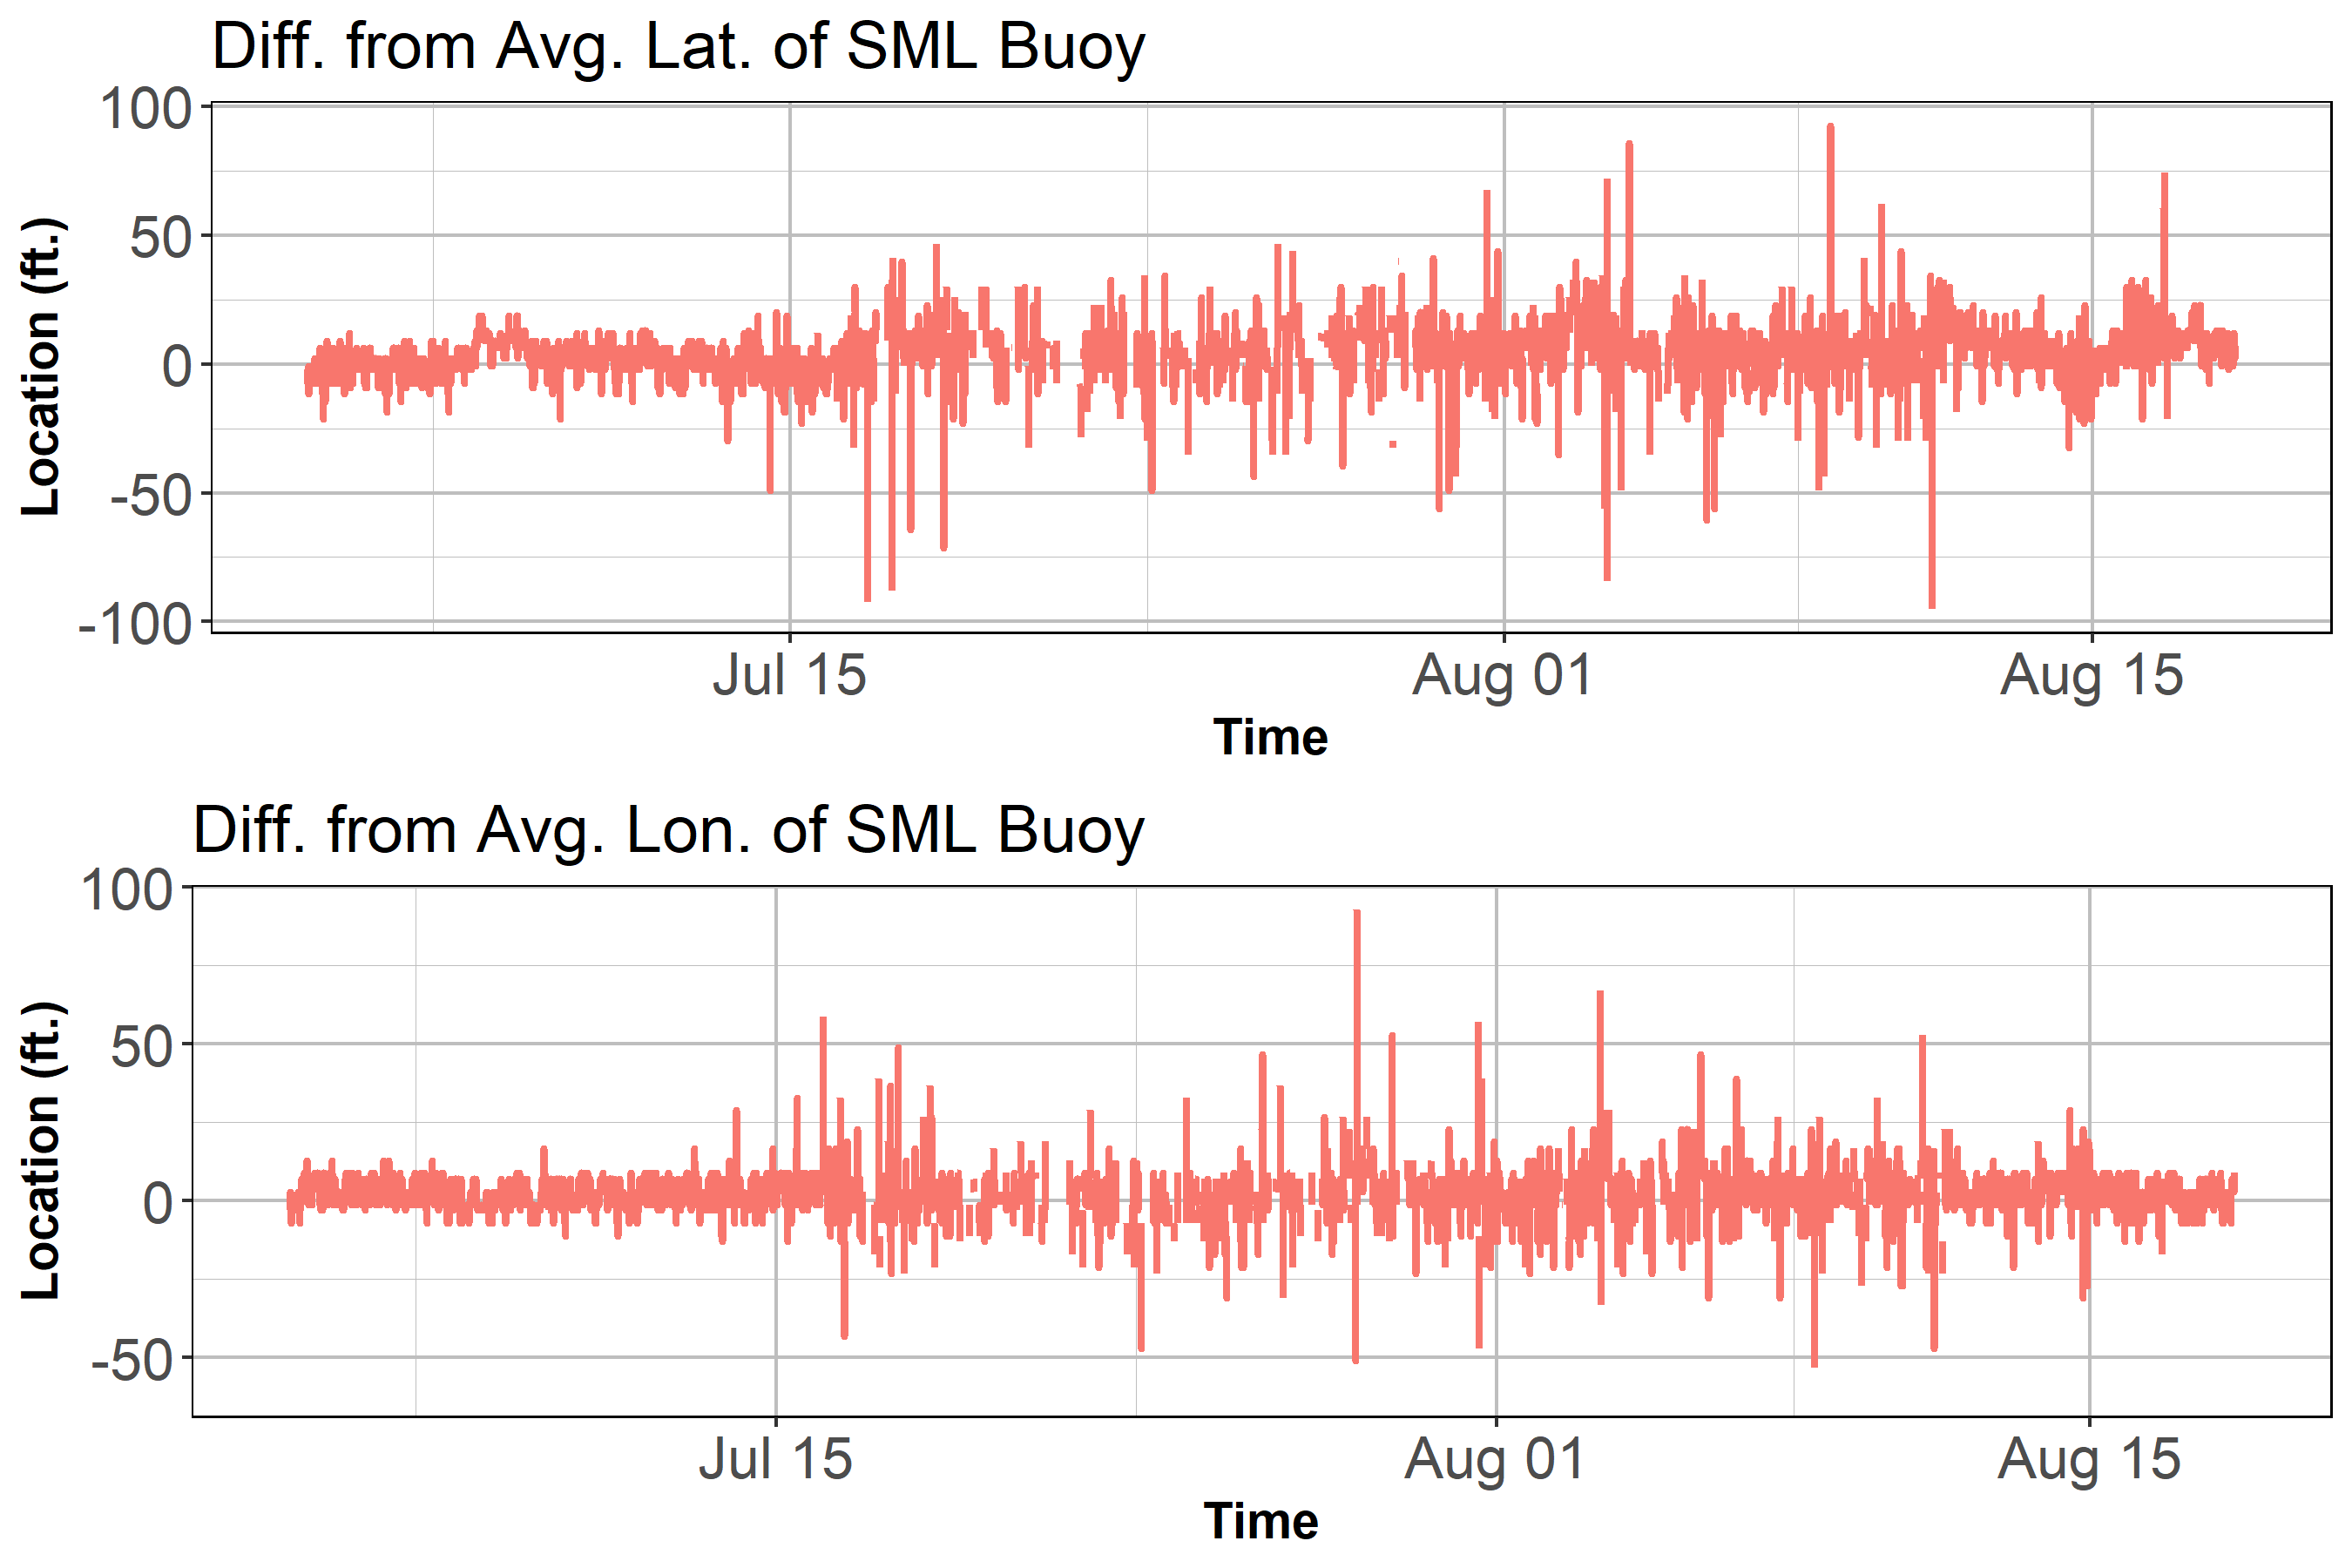 Diff. from Avg. Lat. of SML Buoy
100
50
0
-50
-100
Location (ft.)
Jul 15
Aug 01
Aug 15
Time
Diff. from Avg. Lon. of SML Buoy
100
50
0
-50
Location (ft.)
Jul 15
Aug 01
Aug 15
Time